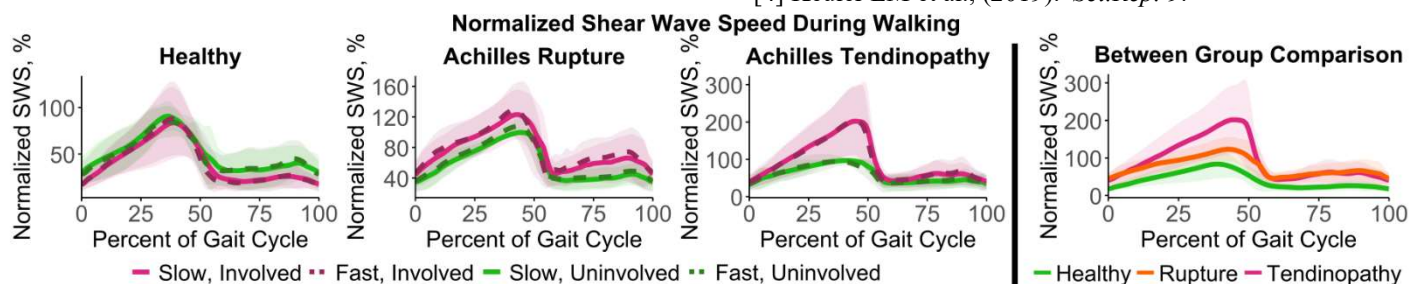 Normalized Shear Wave Speed During Walking
Healthy
Normalized SWS, %
100
50
0 25 50 75 100
Percent of Gait Cycle
Achilles Rupture
Normalized SWS, %
160
120
80
40
0 25 50 75 100
Percent of Gait Cycle
Achilles Tendinopathy
Normalized SWS, %
300
200
100
0
0 25 50 75 100
Percent of Gait Cycle
Slow, Involved Fast, Involved Slow, Uninvolved Fast, Uninvolved
Between Group Comparison
Normalized SWS, %
300
200
100
0
0 25 50 75 100
Percent of Gait Cycle
Healthy Rupture Tendinopathy